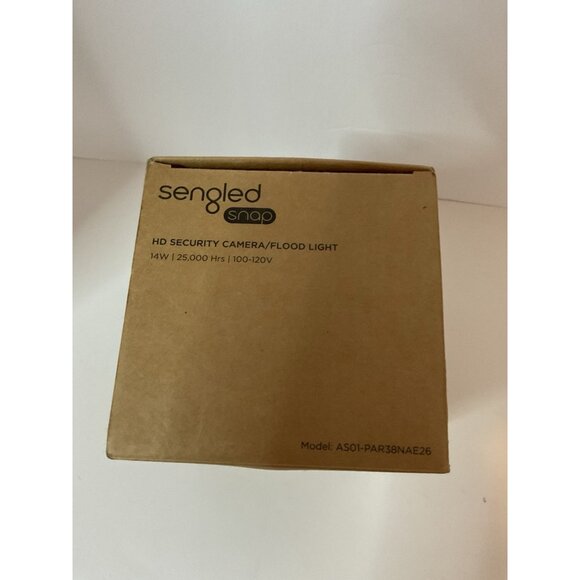 sengled
snap
HD SECURITY CAMERA/FLOOD LIGHT
14W | 25,000 Hrs | 100-120V
Model: AS01-PAR38NAE26